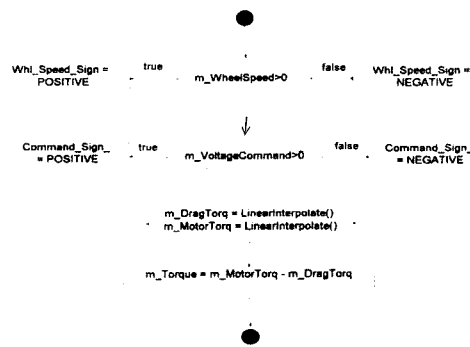 true
false
Whl_Speed_Sign =
POSITIVE
m_WheelSpeed>0
Whl_Speed_Sign =
NEGATIVE
Command_Sign_
= POSITIVE
true
m_VoltageCommand>0
false
Command_Sign_
= NEGATIVE
m_DragTorq = LinearInterpolate()
m_MotorTorq = LinearInterpolate()
m_Torque = m_MotorTorq - m_DragTorq